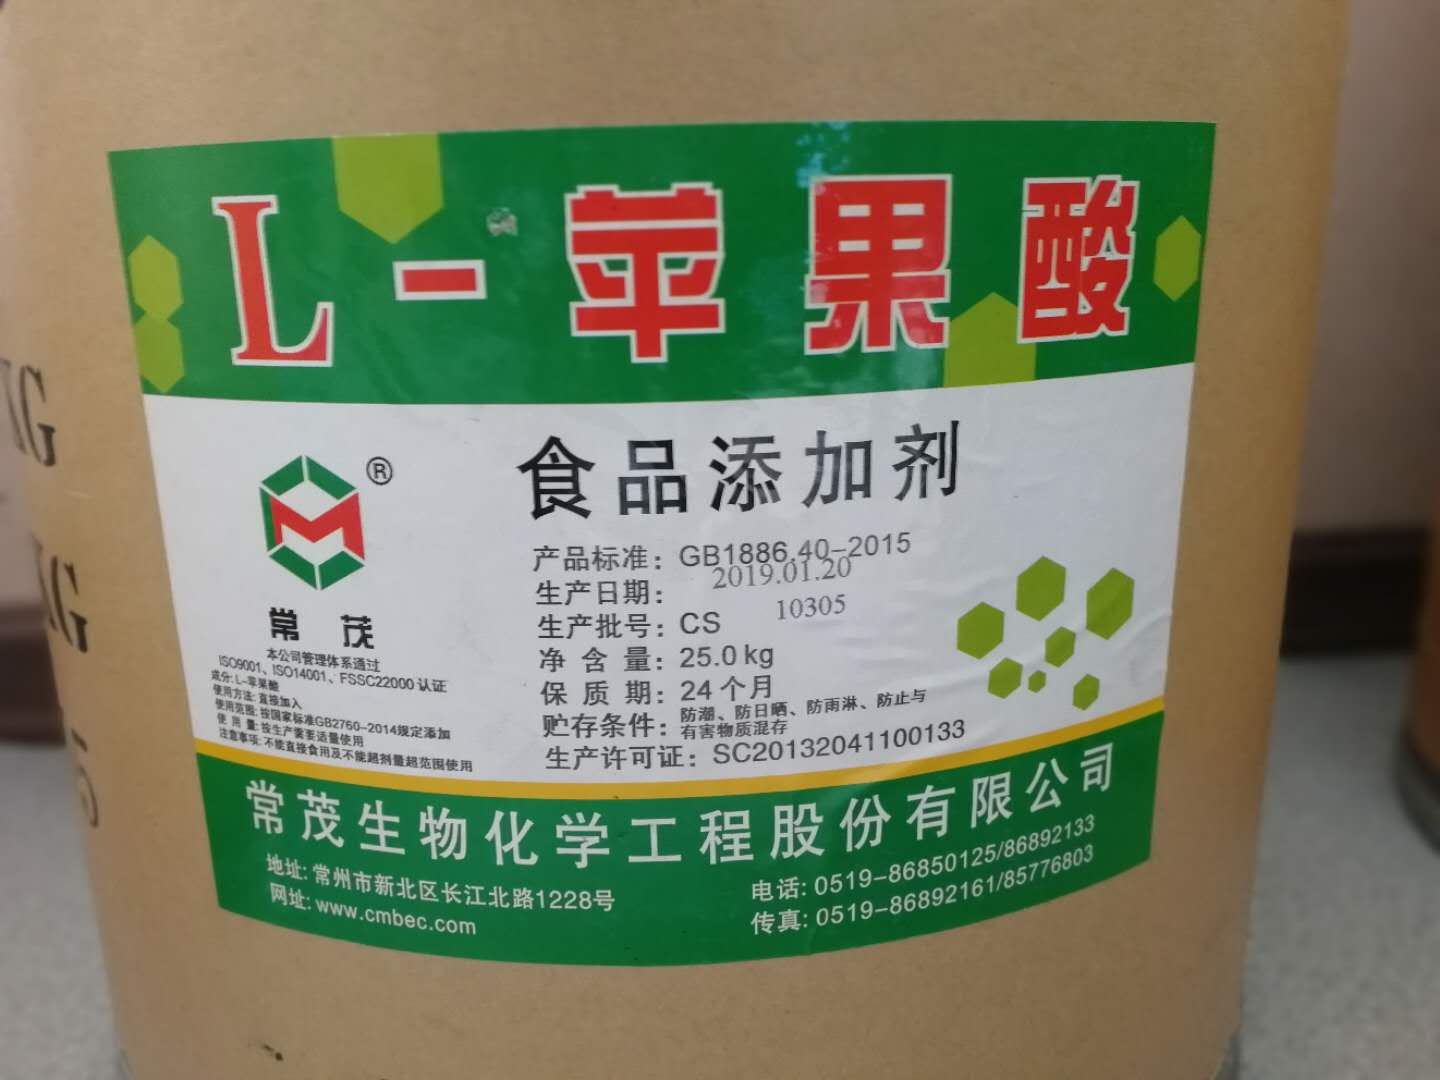 L-苹果酸
食品添加剂
®
常茂
本公司管理体系通过
ISO9001、ISO14001、FSSC22000认证
成分: L-苹果酸
使用方法: 直接加入
使用范围: 按国家标准GB2760-2014规定添加
使 用 量: 按生产需要适量使用
注意事项: 不能直接食用及不能超剂量超范围使用
产品标准: GB1886.40-2015
生产日期: 2019.01.20
生产批号: CS 10305
净 含 量: 25.0kg
保 质 期: 24个月
贮存条件: 防潮、防日晒、防雨淋、防止与
有害物质混存
生产许可证: SC20132041100133
常茂生物化学工程股份有限公司
地址: 常州市新北区长江北路1228号
网址: www.cmbec.com
电话: 0519-86850125/86892133
传真: 0519-86892161/85776803